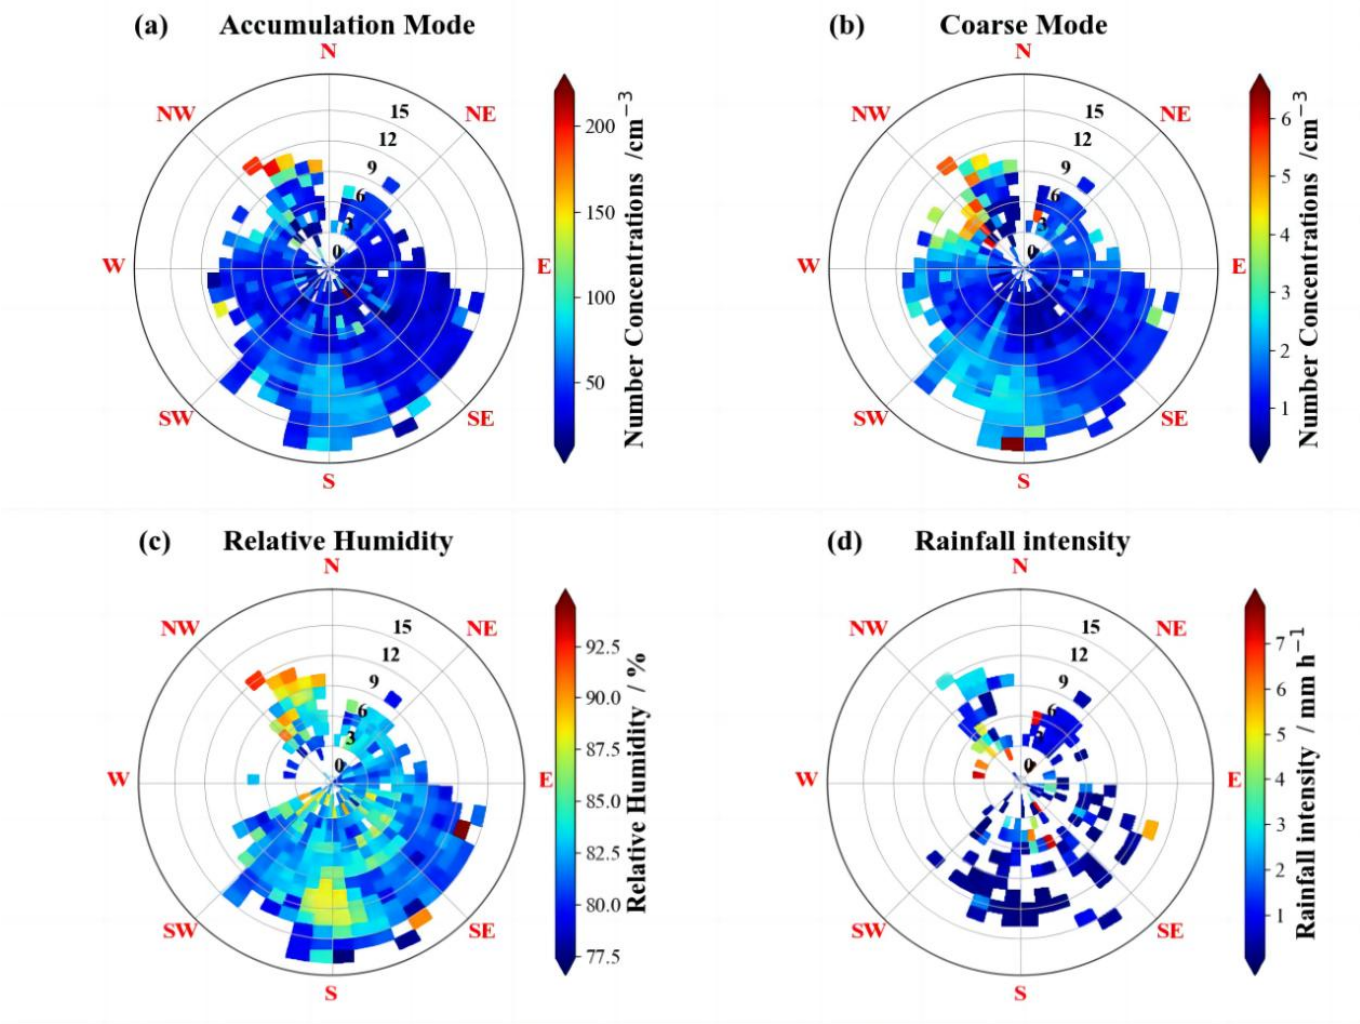 (a) Accumulation Mode
N
NW
NE
15
12
9
6
3
0
W
E
SW
SE
S
200
150
100
50
Number Concentrations /cm⁻³
(b) Coarse Mode
N
NW
NE
15
12
9
6
3
0
W
E
SW
SE
S
6
5
4
3
2
1
Number Concentrations /cm⁻³
(c) Relative Humidity
N
NW
NE
15
12
9
6
3
0
W
E
SW
SE
S
92.5
90.0
87.5
85.0
82.5
80.0
77.5
Relative Humidity / %
(d) Rainfall intensity
N
NW
NE
15
12
9
6
0
W
E
SW
SE
S
7
6
5
4
3
2
1
Rainfall intensity / mm h⁻¹